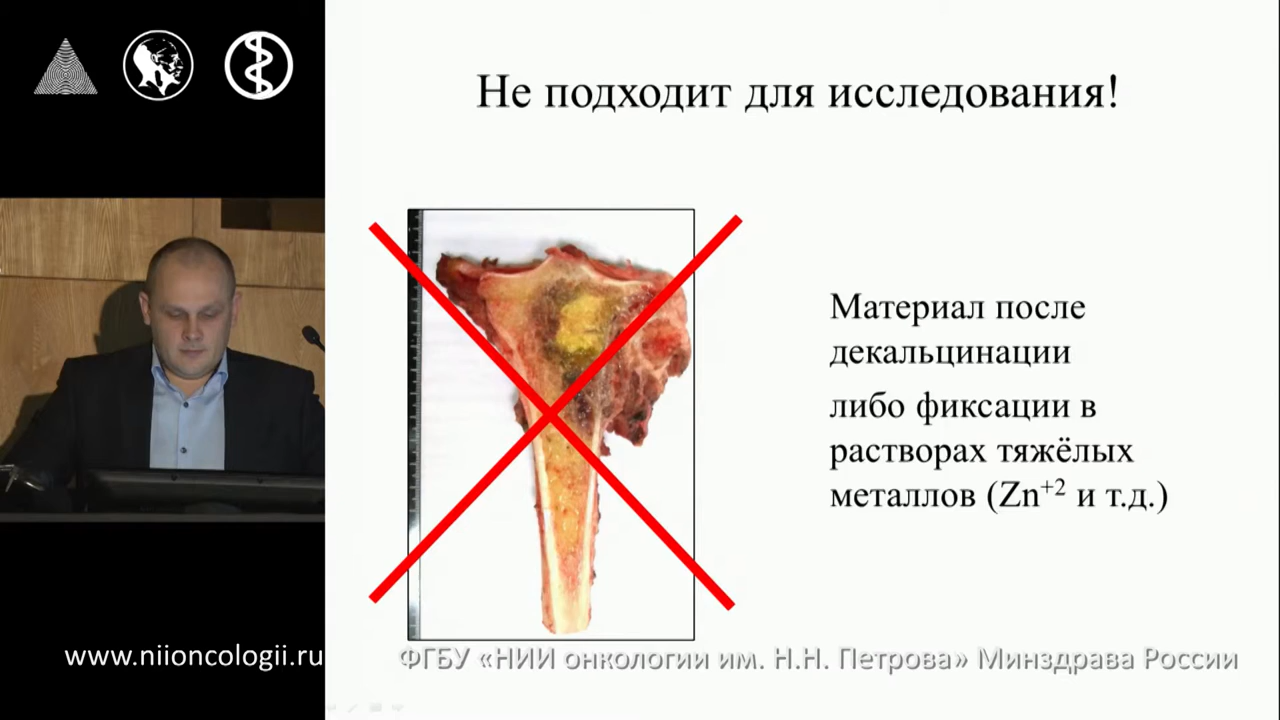 Не подходит для исследования!
Материал после
декальцинации
либо фиксации в
растворах тяжёлых
металлов (Zn+2 и т.д.)
www.niioncologii.ru
ФГБУ «НИИ онкологии им. Н.Н. Петрова» Минздрава России